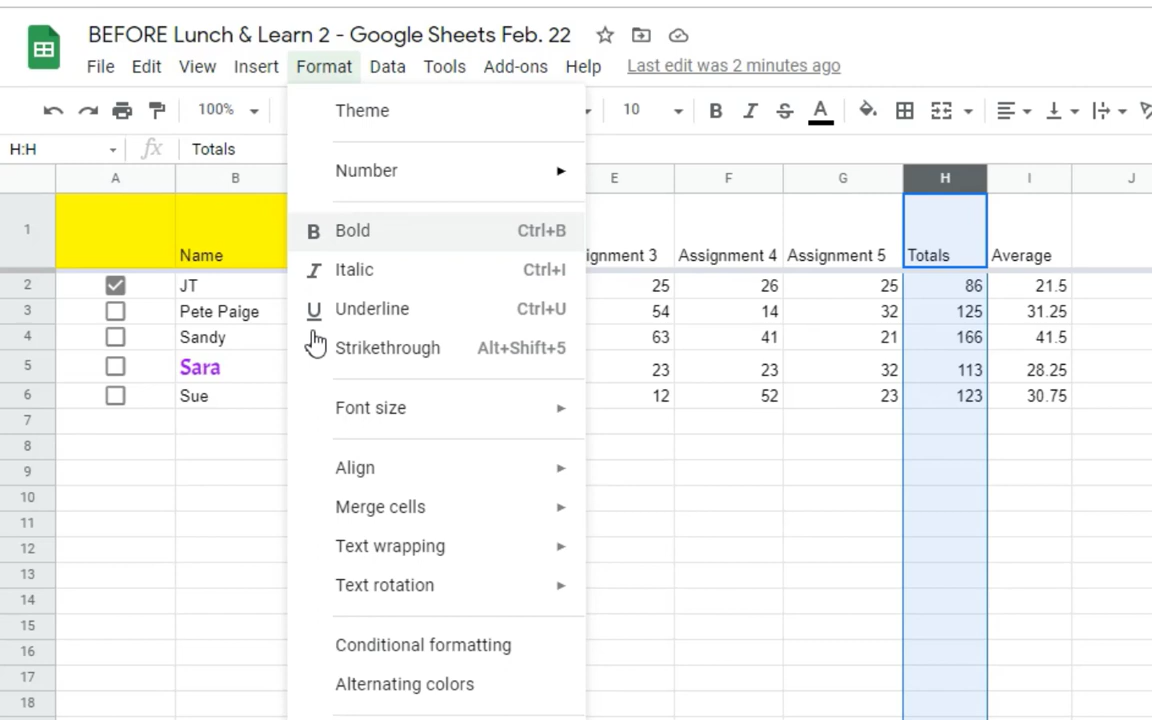 BEFORE Lunch & Learn 2 - Google Sheets Feb. 22
File Edit View Insert Format Data Tools Add-ons Help Last edit was 2 minutes ago
100% 10 B I S A
H:H fx Totals
A B E F G H I J
1 Name ignment 3 Assignment 4 Assignment 5 Totals Average
2 JT 25 26 25 86 21.5
3 Pete Paige 54 14 32 125 31.25
4 Sandy 63 41 21 166 41.5
5 Sara 23 23 32 113 28.25
6 Sue 12 52 23 123 30.75
7
8
9
10
11
12
13
14
15
16
17
18
Theme
Number
B Bold Ctrl+B
I Italic Ctrl+I
U Underline Ctrl+U
Strikethrough Alt+Shift+5
Font size
Align
Merge cells
Text wrapping
Text rotation
Conditional formatting
Alternating colors